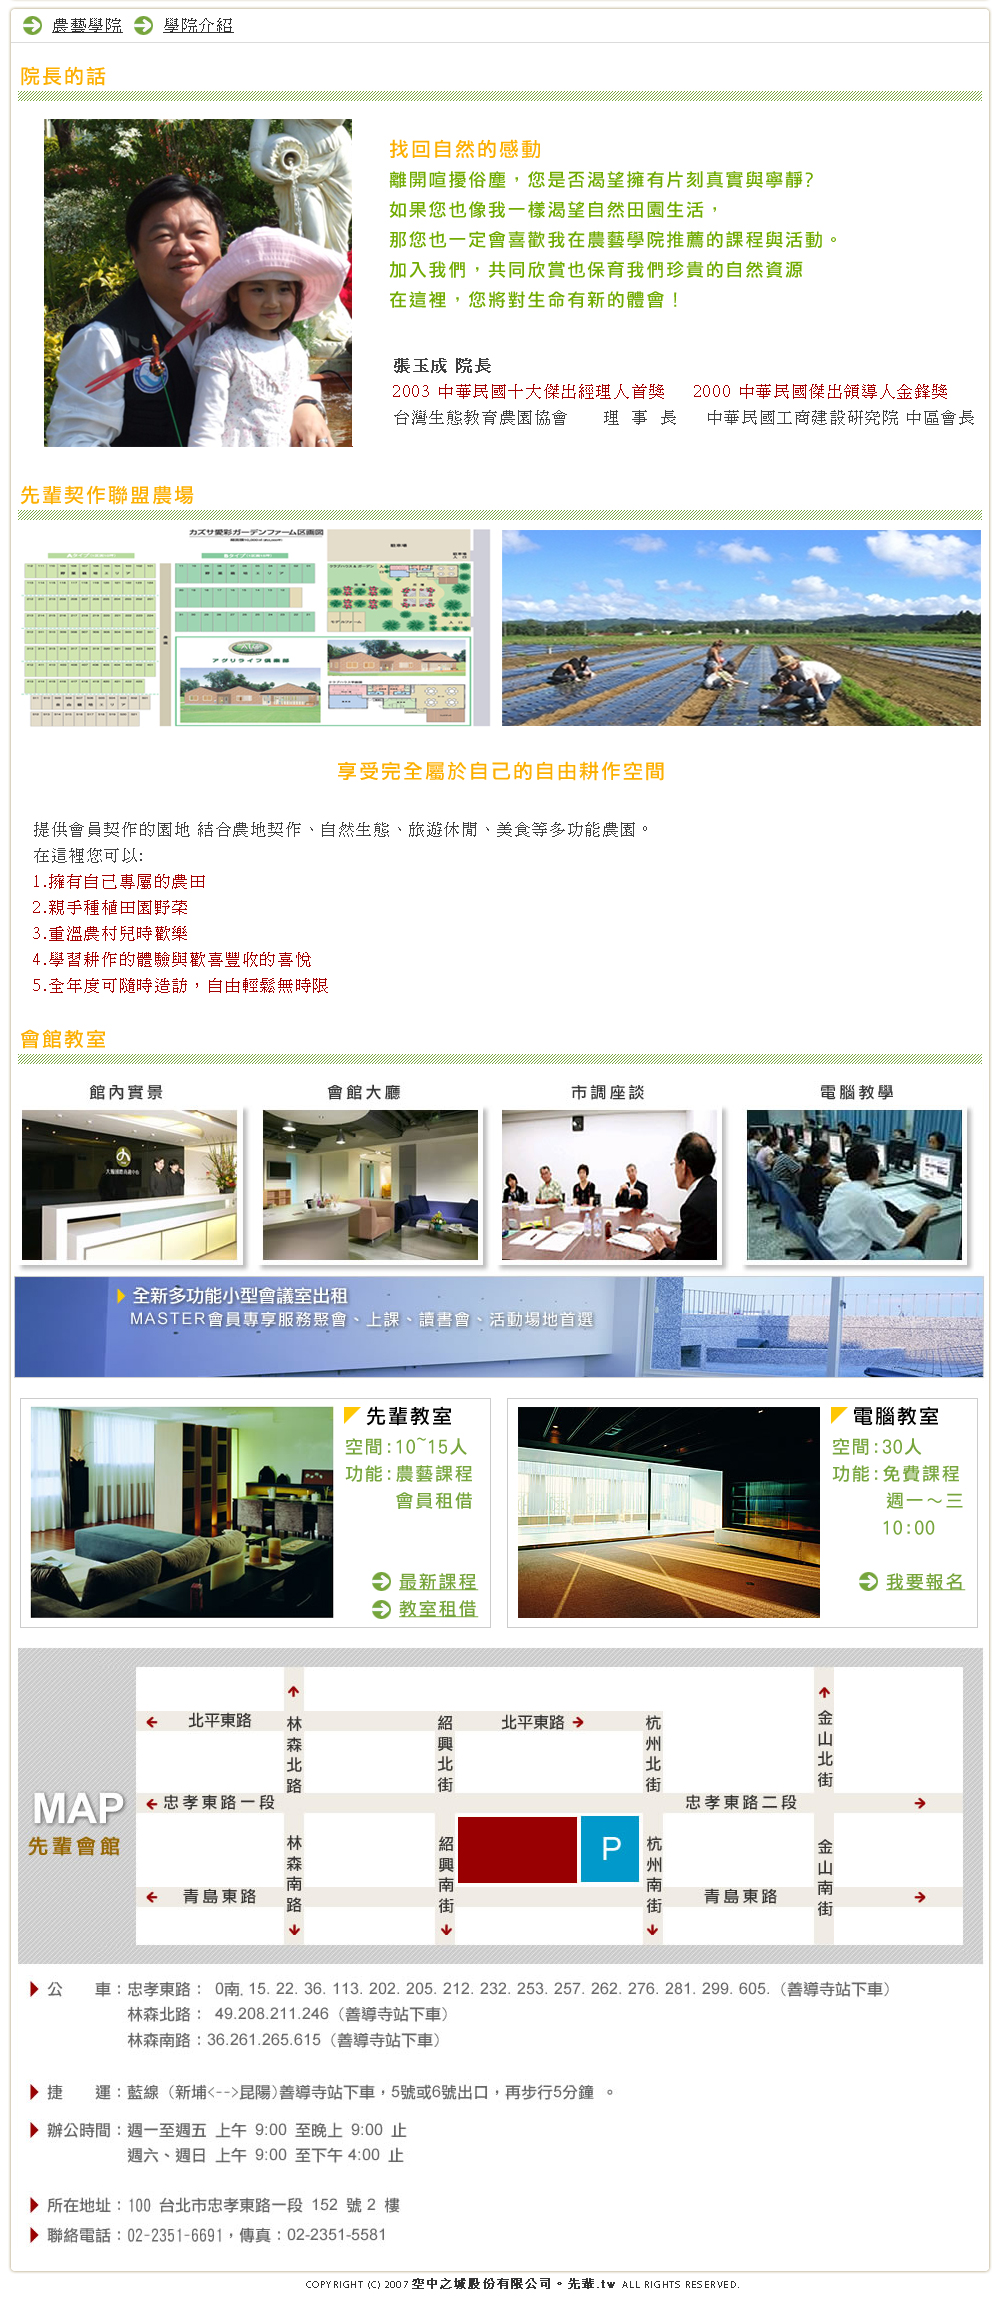 農藝學院 學院介紹
院長的話
找回自然的感動
離開喧擾俗塵，您是否渴望擁有片刻真實與寧靜?
如果您也像我一樣渴望自然田園生活，
那您也一定會喜歡我在農藝學院推薦的課程與活動。
加入我們，共同欣賞也保育我們珍貴的自然資源
在這裡，您將對生命有新的體會！
張玉成 院長
2003 中華民國十大傑出經理人首獎 2000 中華民國傑出領導人金鋒獎
台灣生態教育農園協會 理 事 長 中華民國工商建設研究院 中區會長
先輩契作聯盟農場
カズサ愛彩ガーデンファーム区画図
アグリライフ倶楽部
享受完全屬於自己的自由耕作空間
提供會員契作的園地 結合農地契作、自然生態、旅遊休閒、美食等多功能農園。
在這裡您可以:
1.擁有自己專屬的農田
2.親手種植田園野菜
3.重溫農村兒時歡樂
4.學習耕作的體驗與歡喜豐收的喜悅
5.全年度可隨時造訪，自由輕鬆無時限
會館教室
館內實景 會館大廳 市調座談 電腦教學
全新多功能小型會議室出租
MASTER會員專享服務聚會、上課、讀書會、活動場地首選
先輩教室
空間:10~15人
功能:農藝課程
會員租借
最新課程
教室租借
電腦教室
空間:30人
功能:免費課程
週一～三
10:00
我要報名
MAP
先輩會館
北平東路
北平東路
林森北路
紹興北街
杭州北街
金山北街
忠孝東路一段
忠孝東路二段
林森南路
紹興南街
P
杭州南街
金山南街
青島東路
青島東路
公 車：忠孝東路： 0南. 15. 22. 36. 113. 202. 205. 212. 232. 253. 257. 262. 276. 281. 299. 605.（善導寺站下車）
林森北路： 49.208.211.246（善導寺站下車）
林森南路：36.261.265.615（善導寺站下車）
捷 運：藍線（新埔<-->昆陽)善導寺站下車，5號或6號出口，再步行5分鐘 。
辦公時間：週一至週五 上午 9:00 至晚上 9:00 止
週六、週日 上午 9:00 至下午 4:00 止
所在地址：100 台北市忠孝東路一段 152 號 2 樓
聯絡電話：02-2351-6691，傳真：02-2351-5581
COPYRIGHT (C) 2007 空中之城股份有限公司。先輩.tw ALL RIGHTS RESERVED.